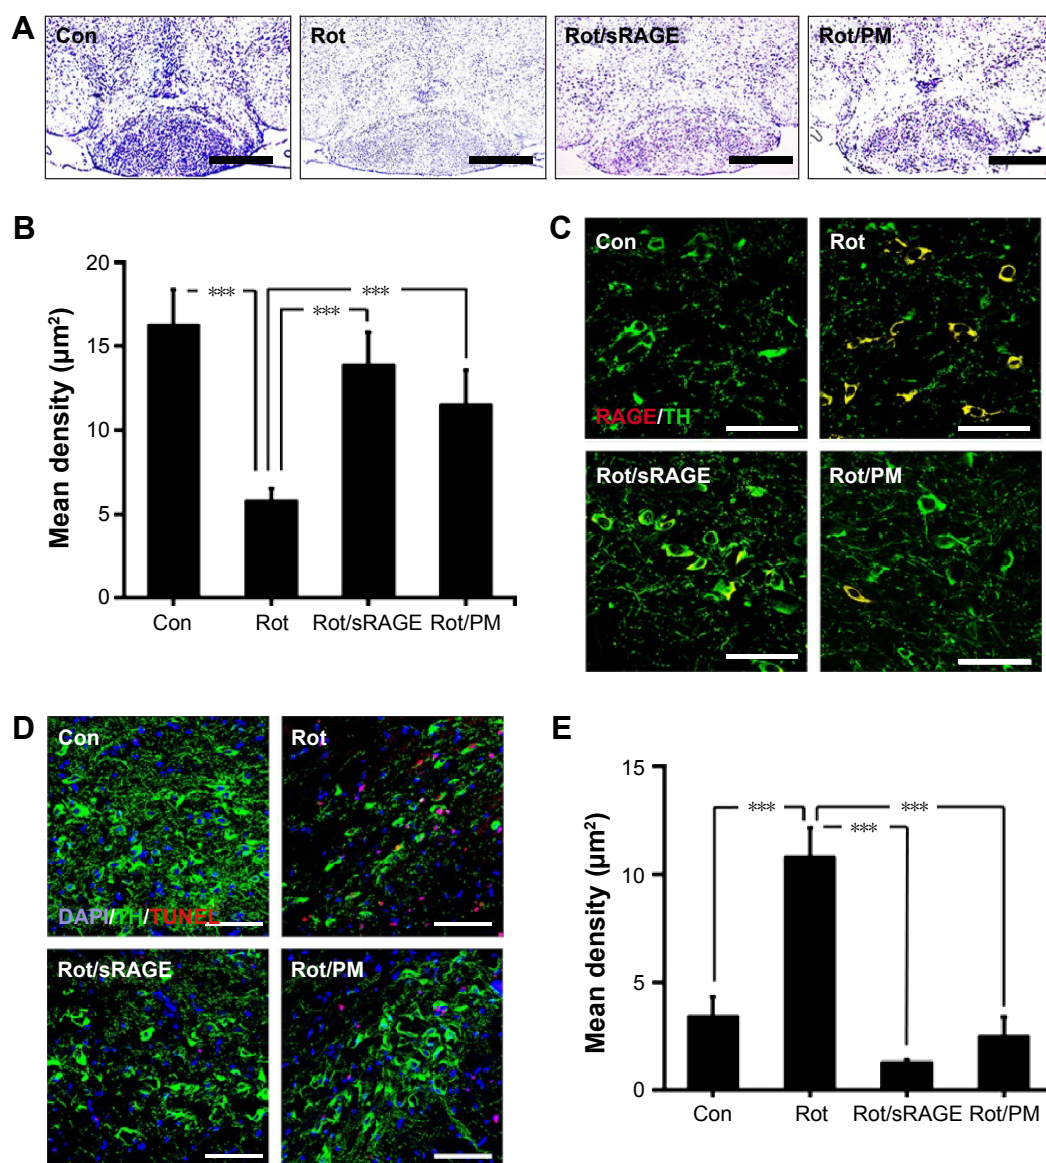 A
Con
Rot
Rot/sRAGE
Rot/PM
B
Mean density (µm²)
20
15
10
5
0
***
***
***
Con
Rot
Rot/sRAGE
Rot/PM
C
Con
Rot
RAGE/TH
Rot/sRAGE
Rot/PM
D
Con
Rot
DAPI/TH/TUNEL
Rot/sRAGE
Rot/PM
E
Mean density (µm²)
15
10
5
0
***
***
***
Con
Rot
Rot/sRAGE
Rot/PM